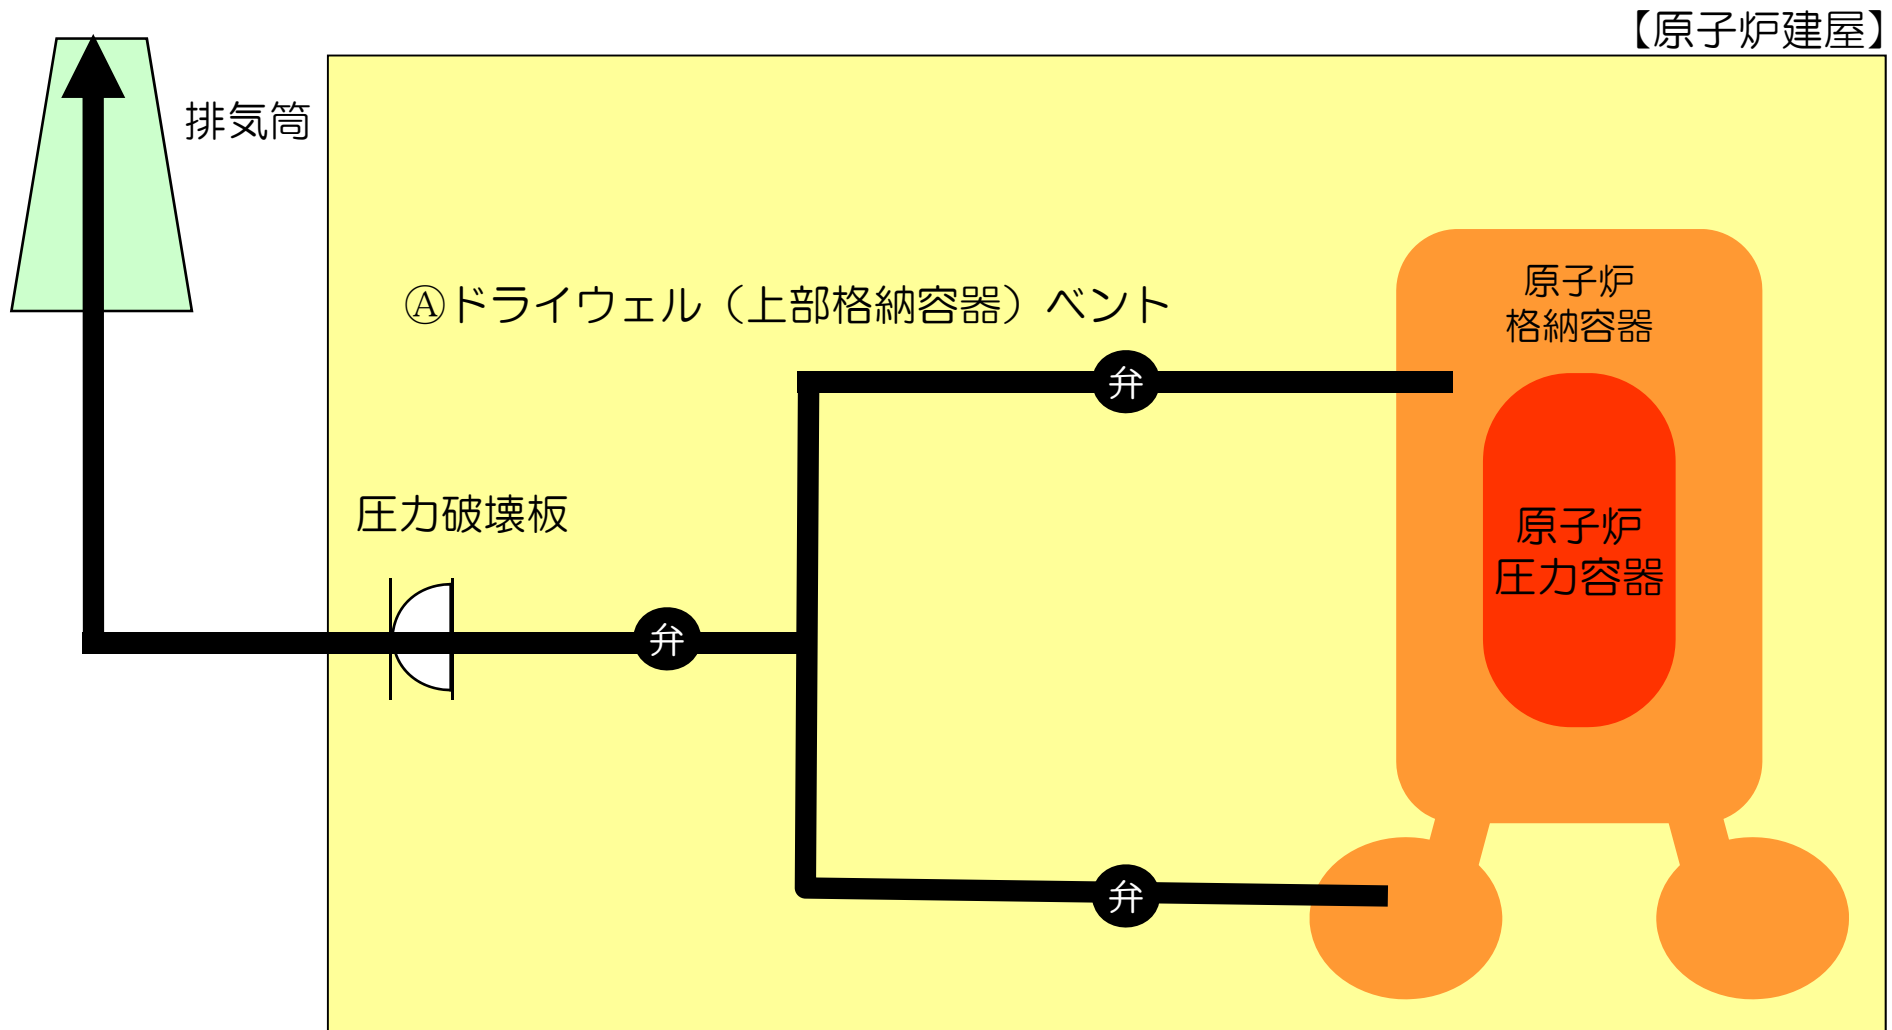 【原子炉建屋】
排気筒
Ⓐドライウェル（上部格納容器）ベント
原子炉
格納容器
弁
圧力破壊板
原子炉
圧力容器
弁
弁